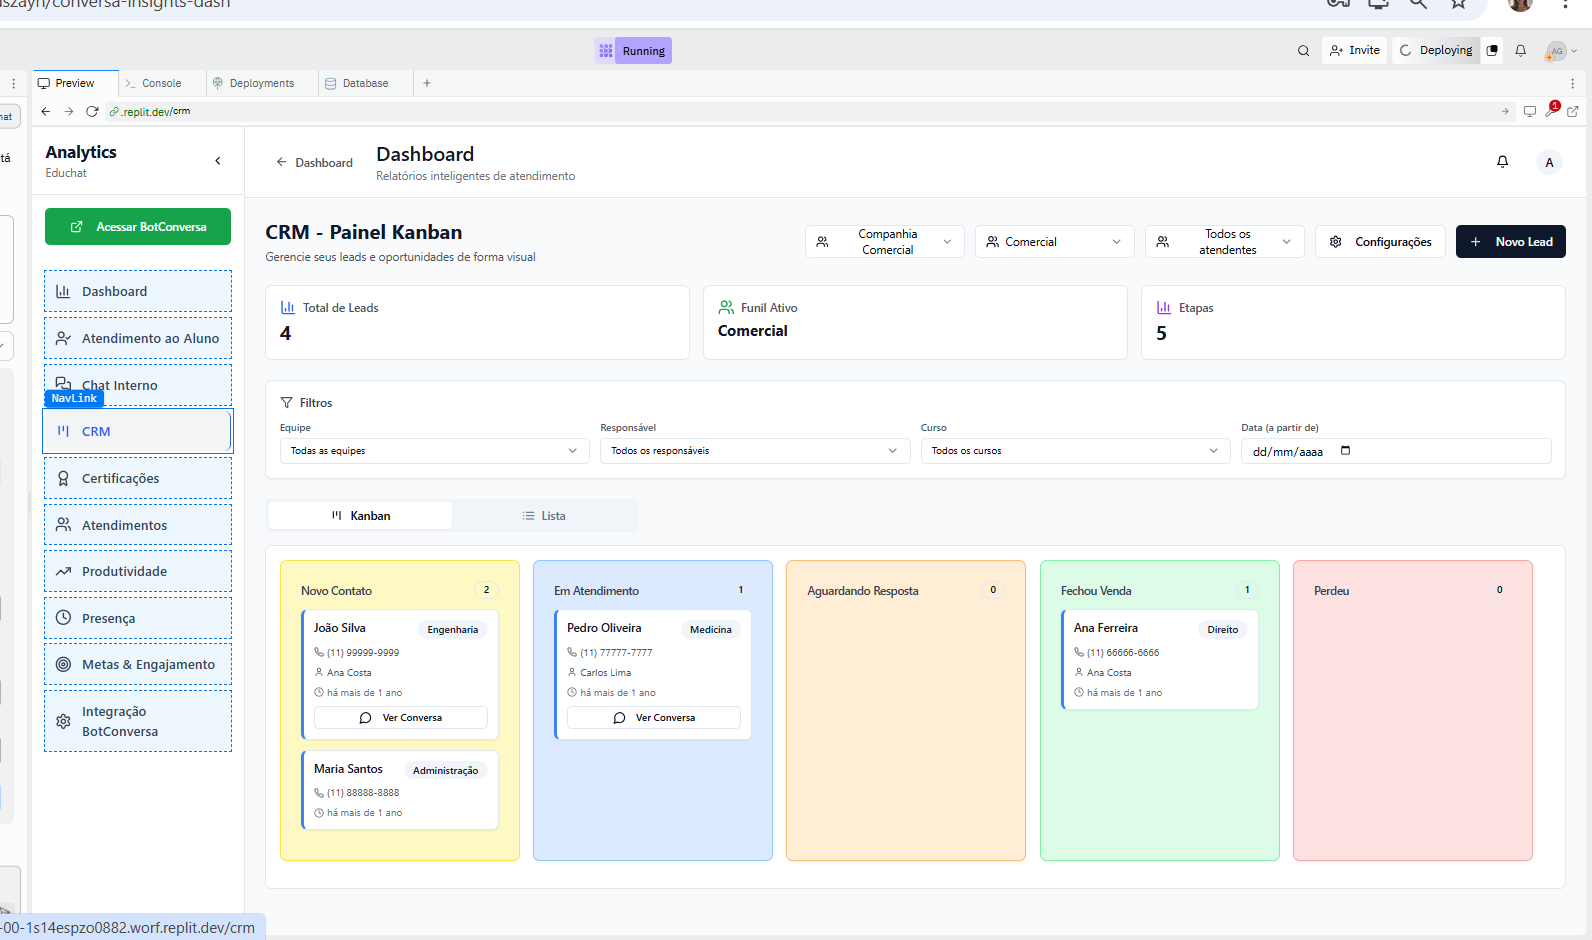 conversa-insights-dash
Running
Invite
Deploying
AG
Preview
Console
Deployments
Database
.replit.dev/crm
1
Analytics
Educhat
Dashboard
Dashboard
Relatórios inteligentes de atendimento
A
Acessar BotConversa
Dashboard
Atendimento ao Aluno
Chat Interno
NavLink
CRM
Certificações
Atendimentos
Produtividade
Presença
Metas & Engajamento
Integração
BotConversa
CRM - Painel Kanban
Gerencie seus leads e oportunidades de forma visual
Companhia
Comercial
Comercial
Todos os
atendentes
Configurações
Novo Lead
Total de Leads
4
Funil Ativo
Comercial
Etapas
5
Filtros
Equipe
Todas as equipes
Responsável
Todos os responsáveis
Curso
Todos os cursos
Data (a partir de)
dd/mm/aaaa
Kanban
Lista
Novo Contato 2
João Silva Engenharia
(11) 99999-9999
Ana Costa
há mais de 1 ano
Ver Conversa
Maria Santos Administração
(11) 88888-8888
há mais de 1 ano
Em Atendimento 1
Pedro Oliveira Medicina
(11) 77777-7777
Carlos Lima
há mais de 1 ano
Ver Conversa
Aguardando Resposta 0
Fechou Venda 1
Ana Ferreira Direito
(11) 66666-6666
Ana Costa
há mais de 1 ano
Perdeu 0
-00-1s14espzo0882.worf.replit.dev/crm